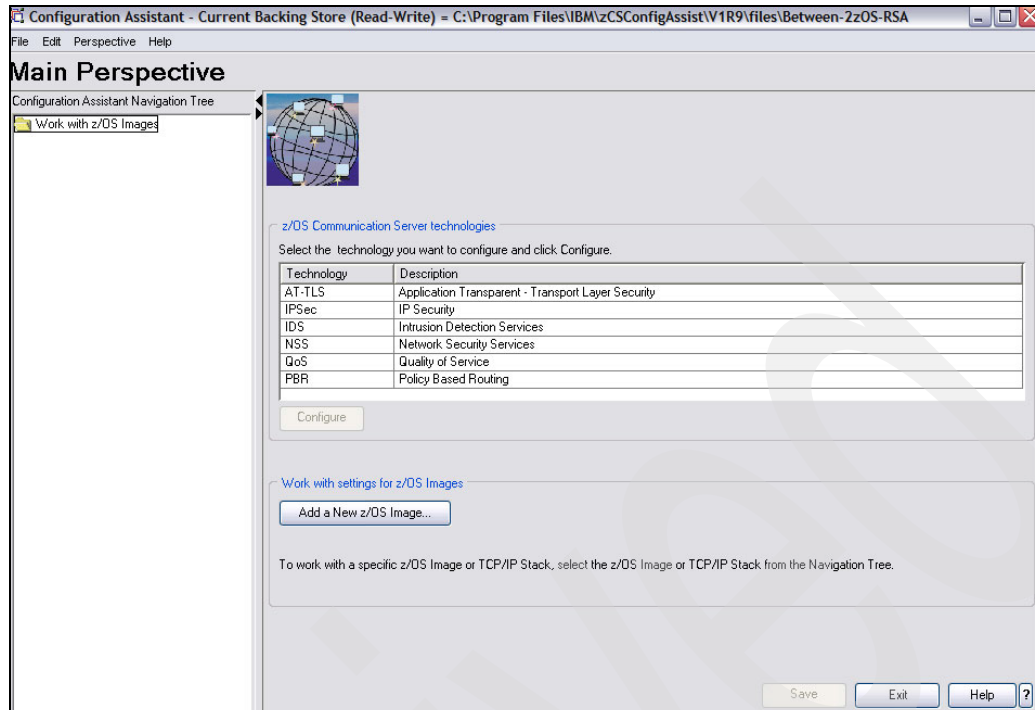 Configuration Assistant - Current Backing Store (Read-Write) = C:\Program Files\IBM\zCSConfigAssist\V1R9\files\Between-2zOS-RSA
File Edit Perspective Help
Main Perspective
Configuration Assistant Navigation Tree
Work with z/OS Images
z/OS Communication Server technologies
Select the technology you want to configure and click Configure.
Technology Description
AT-TLS Application Transparent - Transport Layer Security
IPSec IP Security
IDS Intrusion Detection Services
NSS Network Security Services
QoS Quality of Service
PBR Policy Based Routing
Configure
Work with settings for z/OS Images
Add a New z/OS Image...
To work with a specific z/OS Image or TCP/IP Stack, select the z/OS Image or TCP/IP Stack from the Navigation Tree.
Save Exit Help ?